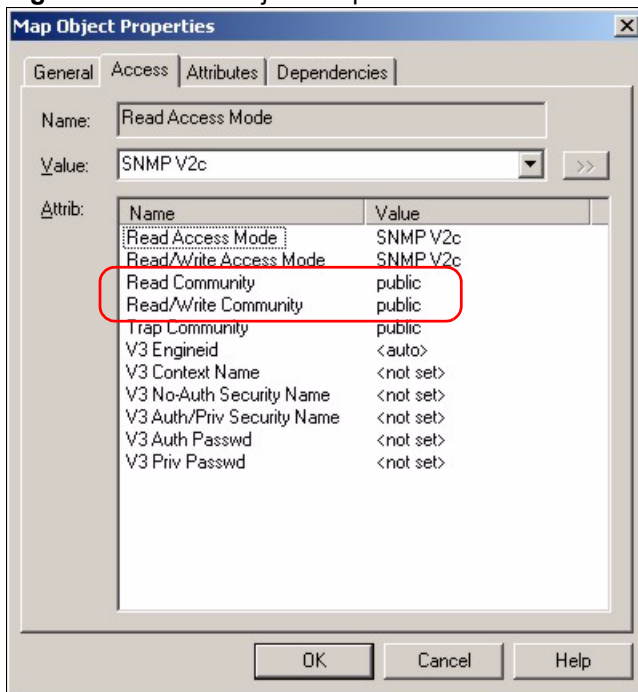 Map Object Properties
General Access Attributes Dependencies
Name: Read Access Mode
Value: SNMP V2c >>
Attrib: Name Value
Read Access Mode SNMP V2c
Read/Write Access Mode SNMP V2c
Read Community public
Read/Write Community public
Trap Community public
V3 Engineid <auto>
V3 Context Name <not set>
V3 No-Auth Security Name <not set>
V3 Auth/Priv Security Name <not set>
V3 Auth Passwd <not set>
V3 Priv Passwd <not set>
OK Cancel Help